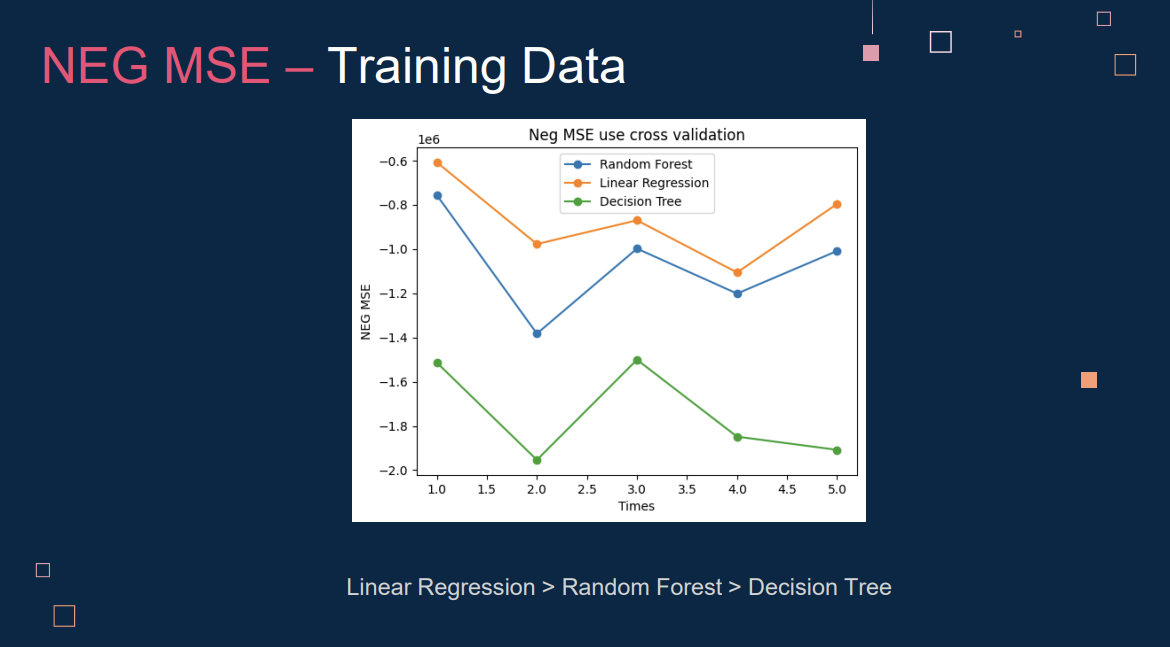 NEG MSE – Training Data
Neg MSE use cross validation
1e6
−0.6
−0.8
−1.0
−1.2
−1.4
−1.6
−1.8
−2.0
NEG MSE
Random Forest
Linear Regression
Decision Tree
1.0 1.5 2.0 2.5 3.0 3.5 4.0 4.5 5.0
Times
Linear Regression > Random Forest > Decision Tree